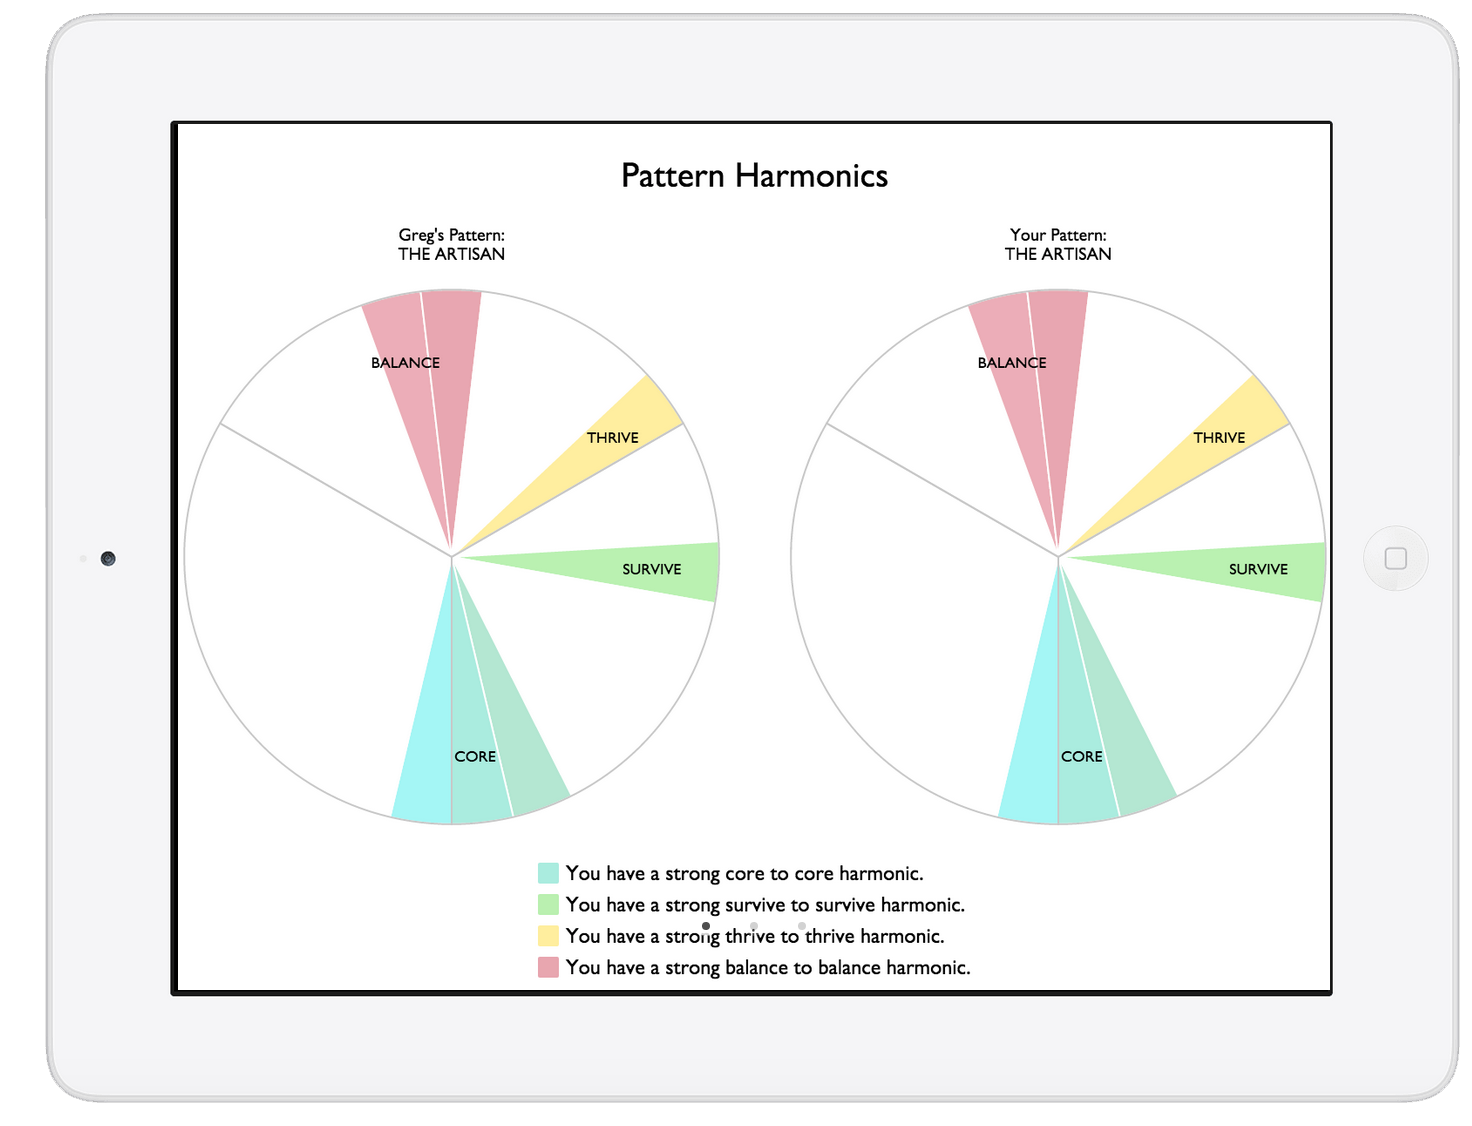 Pattern Harmonics
Greg's Pattern:
THE ARTISAN
BALANCE
THRIVE
SURVIVE
CORE
Your Pattern:
THE ARTISAN
BALANCE
THRIVE
SURVIVE
CORE
You have a strong core to core harmonic.
You have a strong survive to survive harmonic.
You have a strong thrive to thrive harmonic.
You have a strong balance to balance harmonic.